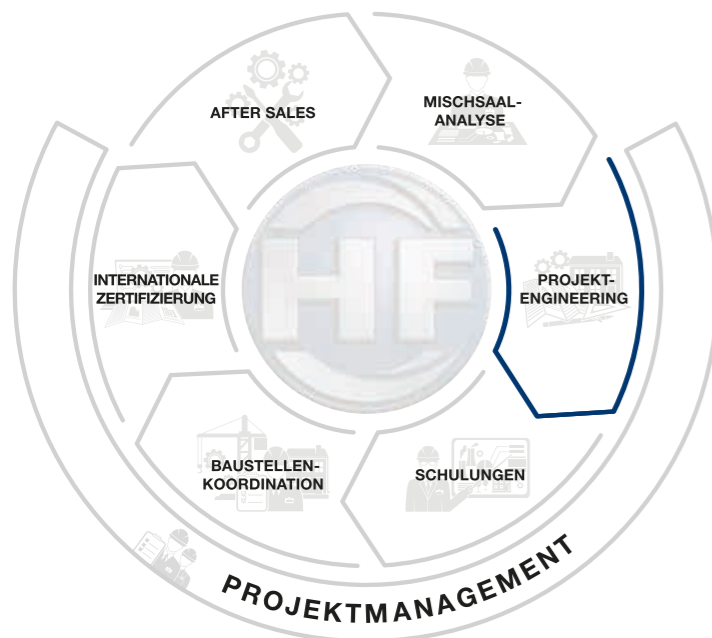 AFTER SALES
MISCHSAAL-
ANALYSE
INTERNATIONALE
ZERTIFIZIERUNG
HF
PROJEKT-
ENGINEERING
BAUSTELLEN-
KOORDINATION
SCHULUNGEN
PROJEKTMANAGEMENT